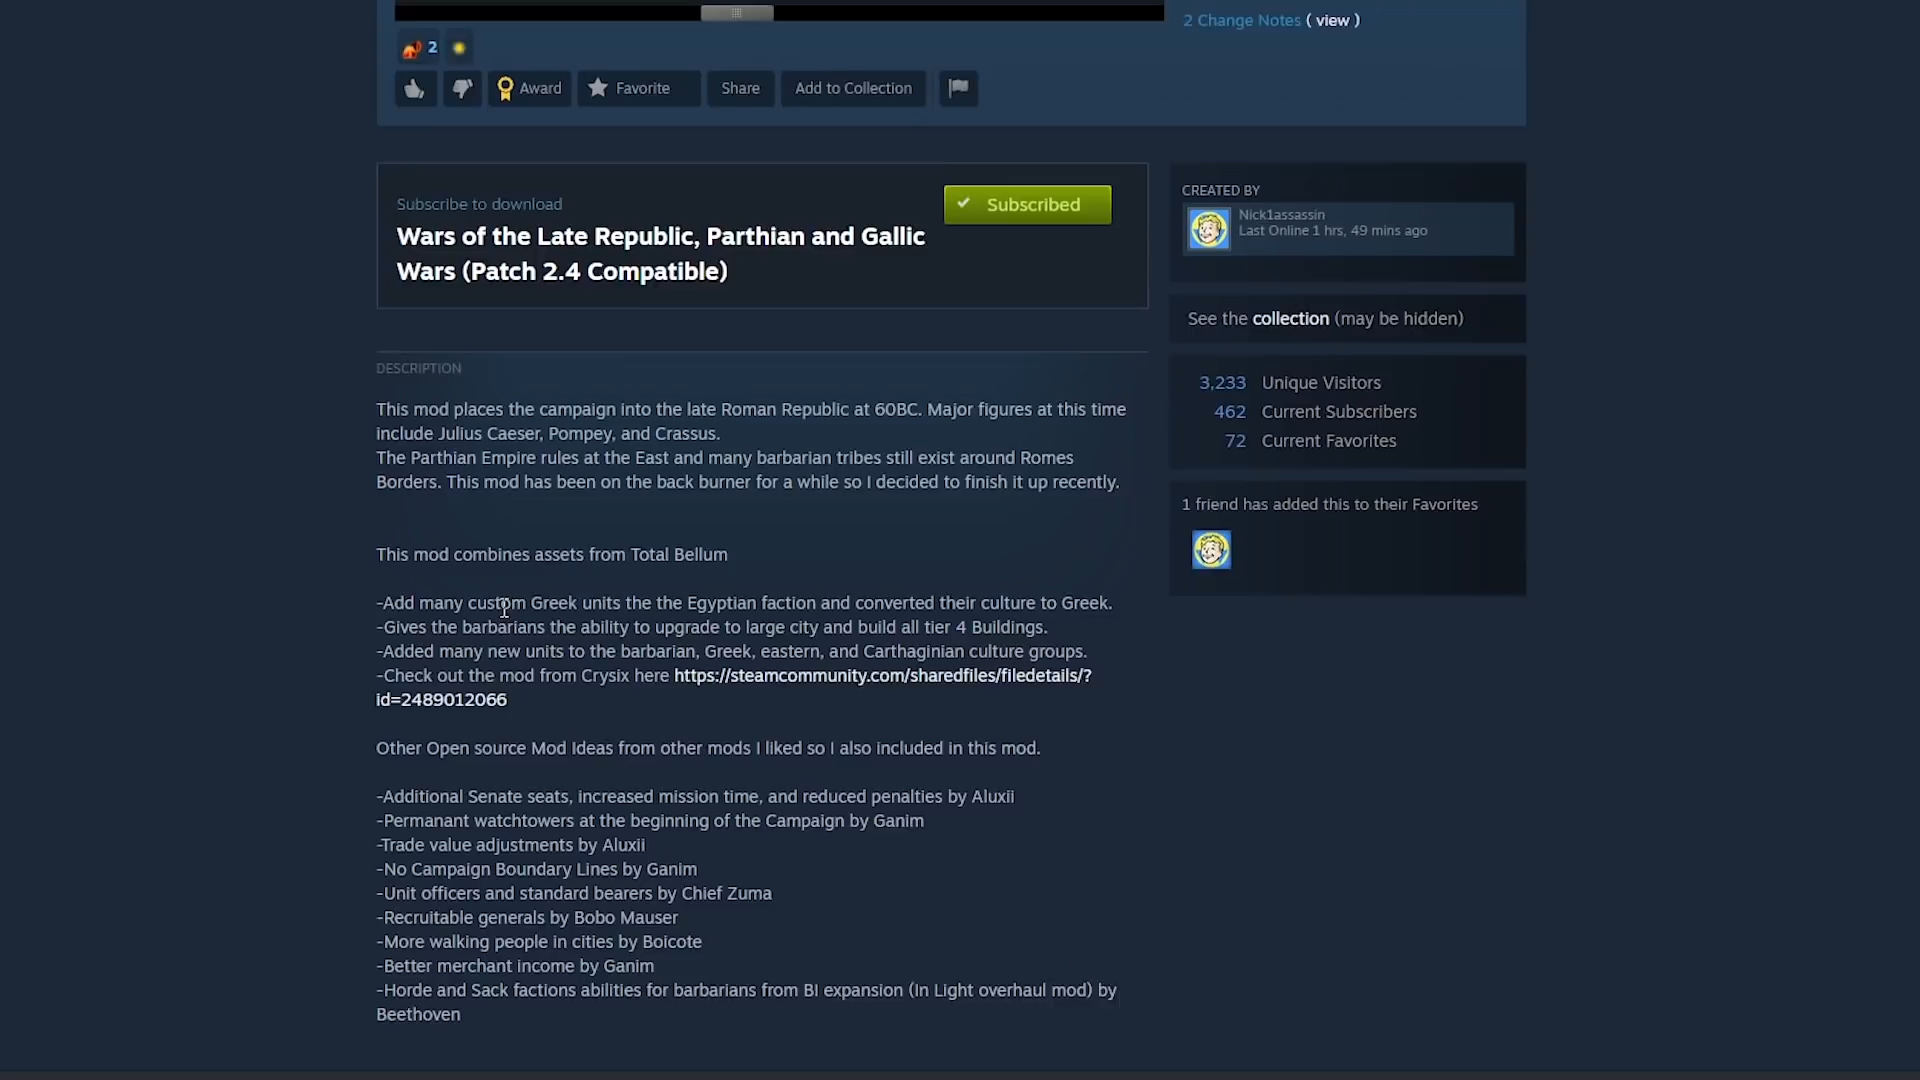 2 Change Notes ( view )
2
Award
Favorite
Share
Add to Collection
Subscribe to download
Wars of the Late Republic, Parthian and Gallic
Wars (Patch 2.4 Compatible)
Subscribed
CREATED BY
Nick1assassin
Last Online 1 hrs, 49 mins ago
See the collection (may be hidden)
3,233 Unique Visitors
462 Current Subscribers
72 Current Favorites
1 friend has added this to their Favorites
DESCRIPTION
This mod places the campaign into the late Roman Republic at 60BC. Major figures at this time
include Julius Caeser, Pompey, and Crassus.
The Parthian Empire rules at the East and many barbarian tribes still exist around Romes
Borders. This mod has been on the back burner for a while so I decided to finish it up recently.
This mod combines assets from Total Bellum
-Add many custom Greek units the the Egyptian faction and converted their culture to Greek.
-Gives the barbarians the ability to upgrade to large city and build all tier 4 Buildings.
-Added many new units to the barbarian, Greek, eastern, and Carthaginian culture groups.
-Check out the mod from Crysix here https://steamcommunity.com/sharedfiles/filedetails/?
id=2489012066
Other Open source Mod Ideas from other mods I liked so I also included in this mod.
-Additional Senate seats, increased mission time, and reduced penalties by Aluxii
-Permanant watchtowers at the beginning of the Campaign by Ganim
-Trade value adjustments by Aluxii
-No Campaign Boundary Lines by Ganim
-Unit officers and standard bearers by Chief Zuma
-Recruitable generals by Bobo Mauser
-More walking people in cities by Boicote
-Better merchant income by Ganim
-Horde and Sack factions abilities for barbarians from BI expansion (In Light overhaul mod) by
Beethoven